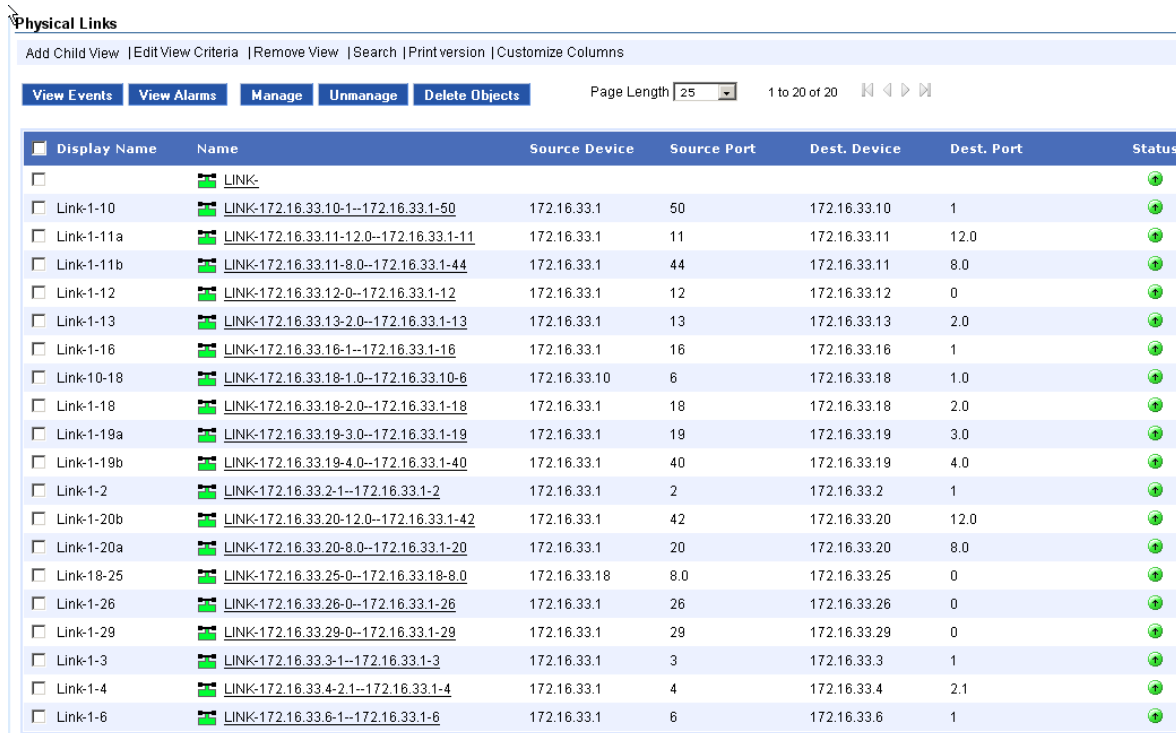 Physical Links
Add Child View | Edit View Criteria | Remove View | Search | Print version | Customize Columns
View Events View Alarms Manage Unmanage Delete Objects Page Length 25 1 to 20 of 20
Display Name Name Source Device Source Port Dest. Device Dest. Port Status
LINK-
Link-1-10 LINK-172.16.33.10-1--172.16.33.1-50 172.16.33.1 50 172.16.33.10 1
Link-1-11a LINK-172.16.33.11-12.0--172.16.33.1-11 172.16.33.1 11 172.16.33.11 12.0
Link-1-11b LINK-172.16.33.11-8.0--172.16.33.1-44 172.16.33.1 44 172.16.33.11 8.0
Link-1-12 LINK-172.16.33.12-0--172.16.33.1-12 172.16.33.1 12 172.16.33.12 0
Link-1-13 LINK-172.16.33.13-2.0--172.16.33.1-13 172.16.33.1 13 172.16.33.13 2.0
Link-1-16 LINK-172.16.33.16-1--172.16.33.1-16 172.16.33.1 16 172.16.33.16 1
Link-10-18 LINK-172.16.33.18-1.0--172.16.33.10-6 172.16.33.10 6 172.16.33.18 1.0
Link-1-18 LINK-172.16.33.18-2.0--172.16.33.1-18 172.16.33.1 18 172.16.33.18 2.0
Link-1-19a LINK-172.16.33.19-3.0--172.16.33.1-19 172.16.33.1 19 172.16.33.19 3.0
Link-1-19b LINK-172.16.33.19-4.0--172.16.33.1-40 172.16.33.1 40 172.16.33.19 4.0
Link-1-2 LINK-172.16.33.2-1--172.16.33.1-2 172.16.33.1 2 172.16.33.2 1
Link-1-20b LINK-172.16.33.20-12.0--172.16.33.1-42 172.16.33.1 42 172.16.33.20 12.0
Link-1-20a LINK-172.16.33.20-8.0--172.16.33.1-20 172.16.33.1 20 172.16.33.20 8.0
Link-18-25 LINK-172.16.33.25-0--172.16.33.18-8.0 172.16.33.18 8.0 172.16.33.25 0
Link-1-26 LINK-172.16.33.26-0--172.16.33.1-26 172.16.33.1 26 172.16.33.26 0
Link-1-29 LINK-172.16.33.29-0--172.16.33.1-29 172.16.33.1 29 172.16.33.29 0
Link-1-3 LINK-172.16.33.3-1--172.16.33.1-3 172.16.33.1 3 172.16.33.3 1
Link-1-4 LINK-172.16.33.4-2.1--172.16.33.1-4 172.16.33.1 4 172.16.33.4 2.1
Link-1-6 LINK-172.16.33.6-1--172.16.33.1-6 172.16.33.1 6 172.16.33.6 1